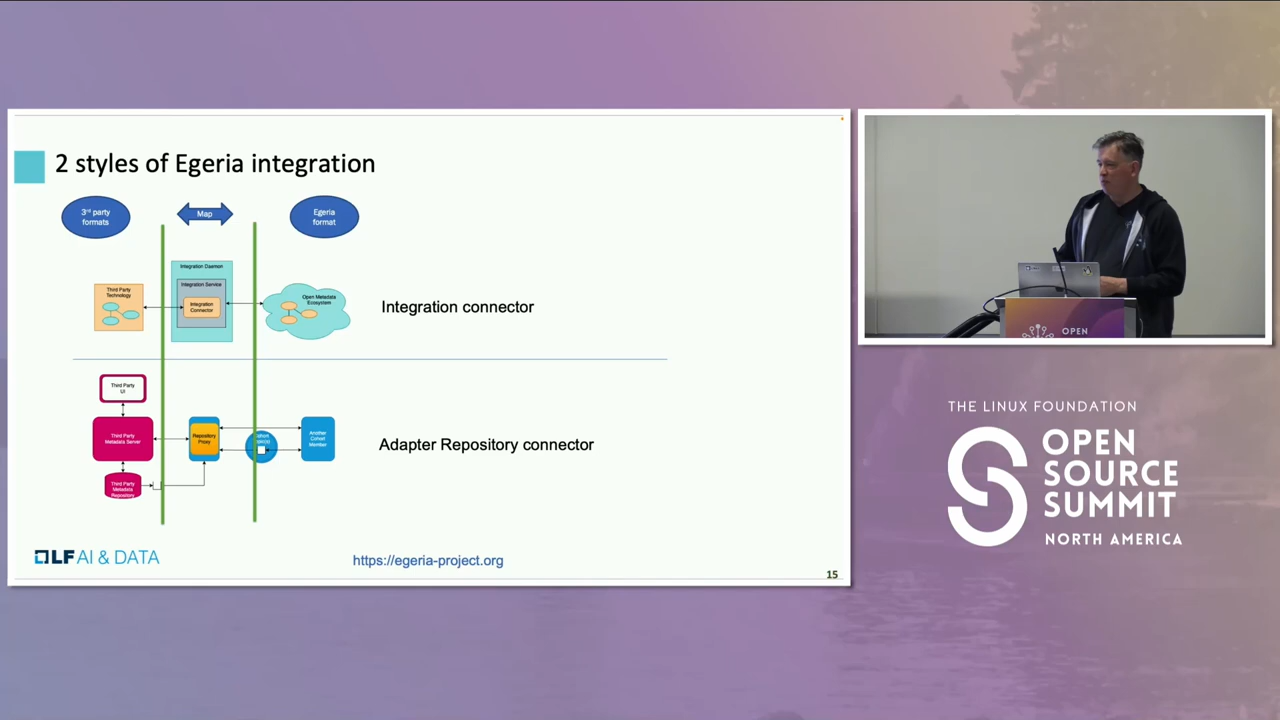 2 styles of Egeria integration
3rd party
formats
Map
Egeria
format
Integration Daemon
Integration Service
Integration
Connector
Third Party
Technology
Open Metadata
Ecosystem
Integration connector
Third Party
UI
Third Party
Metadata Server
Repository
Proxy
Another
Cohort
Member
Third Party
Metadata
Repository
Adapter Repository connector
LF AI & DATA
https://egeria-project.org
15
OPEN
THE LINUX FOUNDATION
OPEN
SOURCE
SUMMIT
NORTH AMERICA